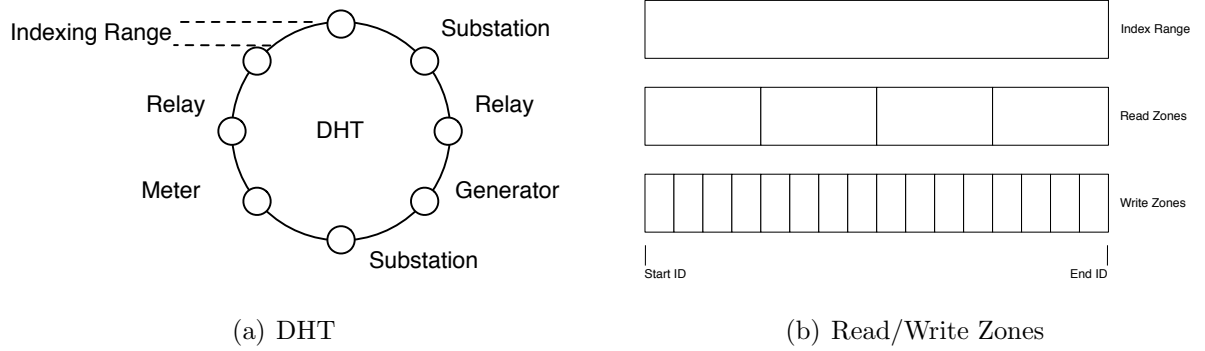 Indexing Range
Substation
Relay
Relay
DHT
Meter
Generator
Substation
(a) DHT
Index Range
Read Zones
Write Zones
Start ID
End ID
(b) Read/Write Zones